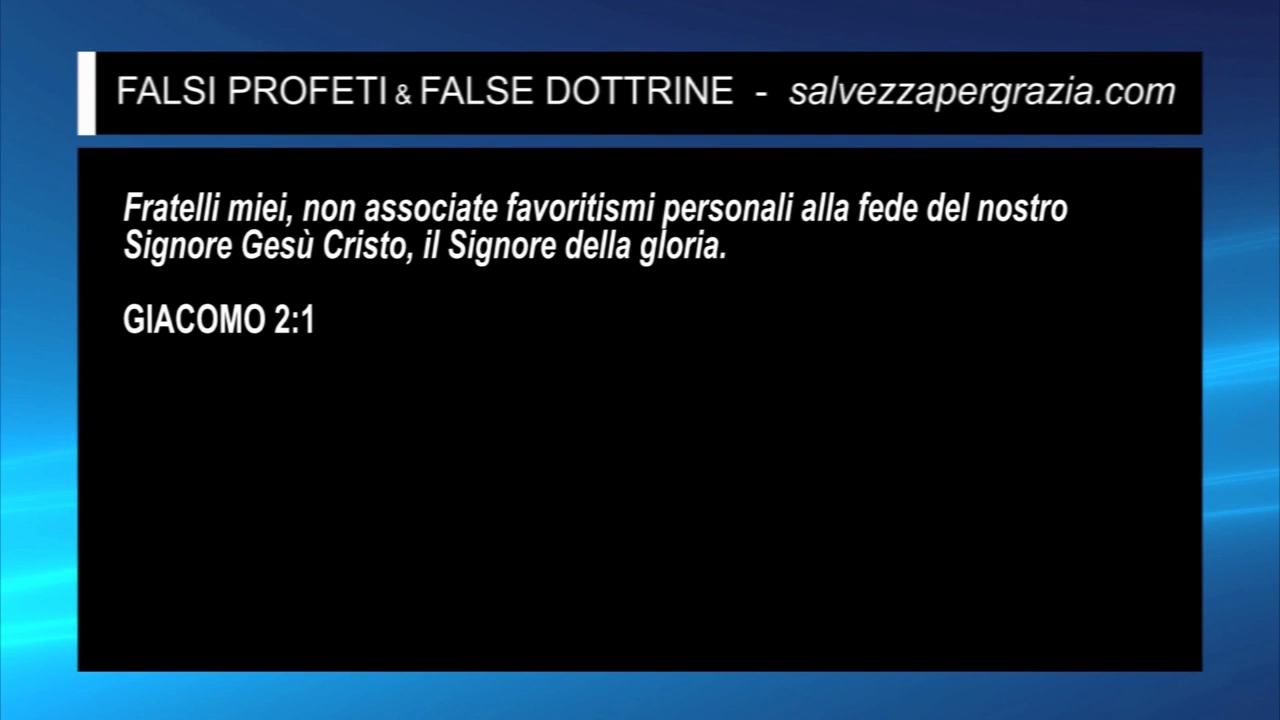 FALSI PROFETI & FALSE DOTTRINE - salvezzapergrazia.com
Fratelli miei, non associate favoritismi personali alla fede del nostro
Signore Gesù Cristo, il Signore della gloria.
GIACOMO 2:1